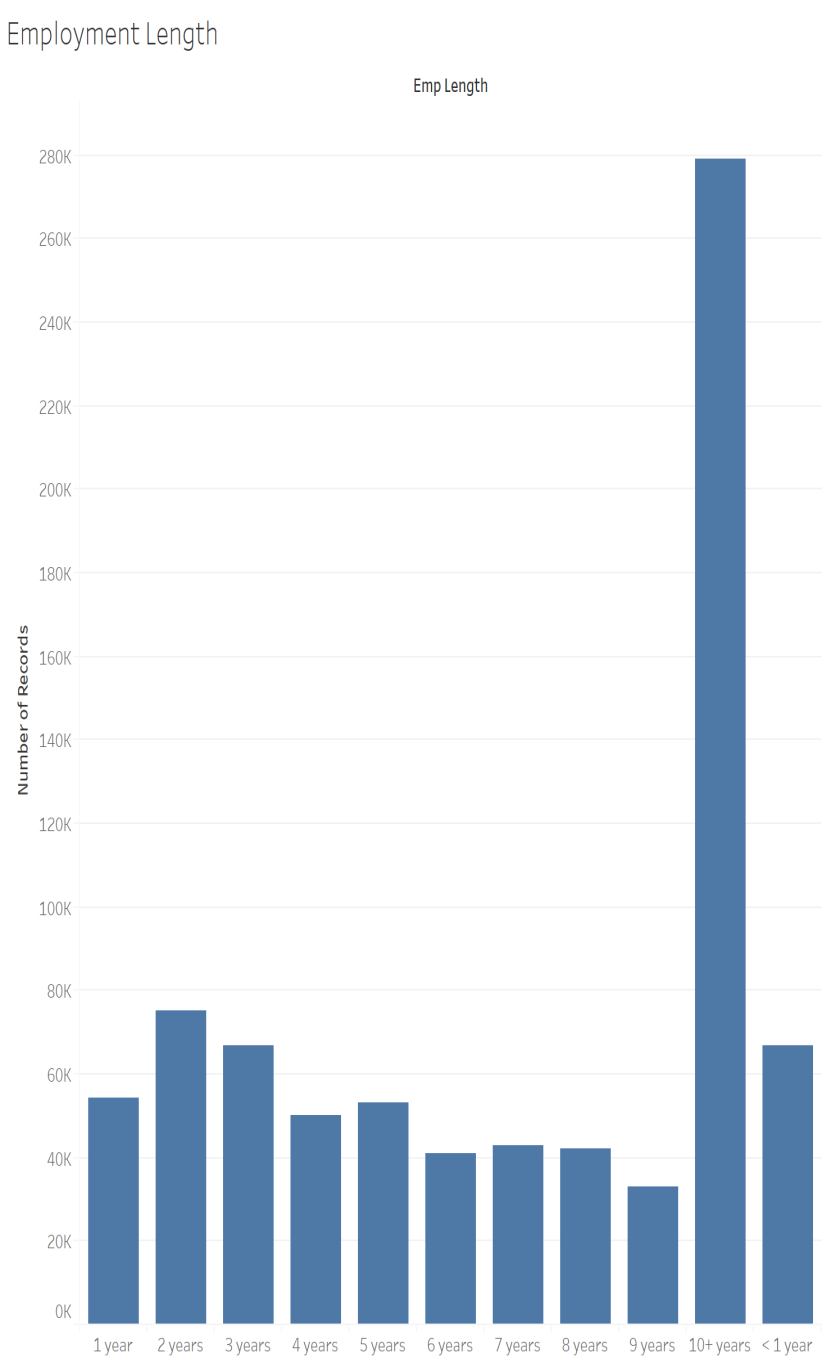 Employment Length
Emp Length
280K
260K
240K
220K
200K
180K
160K
140K
120K
100K
80K
60K
40K
20K
0K
Number of Records
1 year 2 years 3 years 4 years 5 years 6 years 7 years 8 years 9 years 10+ years < 1 year